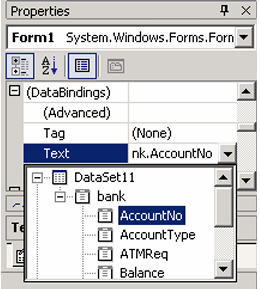 Properties
Form1 System.Windows.Forms.Forn
(DataBindings)
(Advanced)
Tag (None)
Text nk.AccountNo
DataSet11
bank
AccountNo
AccountType
ATMReq
Balance